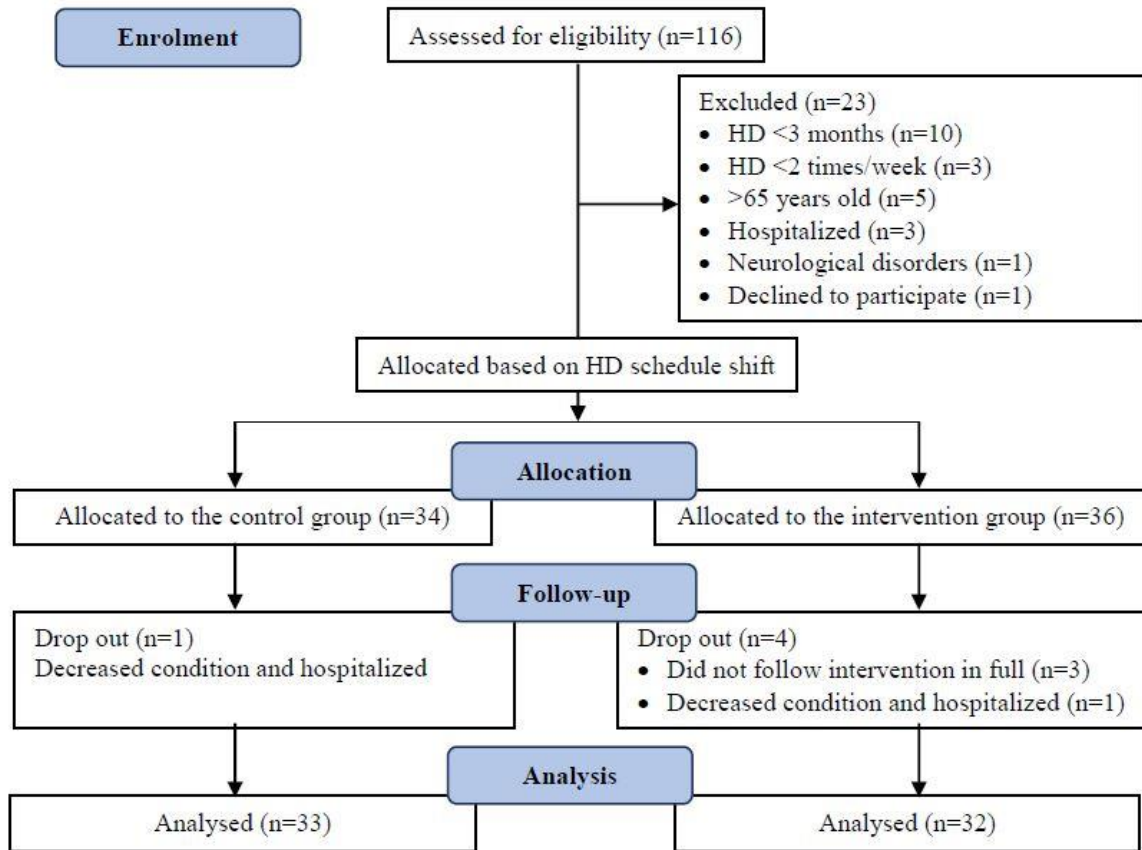 Enrolment
Assessed for eligibility (n=116)
Excluded (n=23)
• HD <3 months (n=10)
• HD <2 times/week (n=3)
• >65 years old (n=5)
• Hospitalized (n=3)
• Neurological disorders (n=1)
• Declined to participate (n=1)
Allocated based on HD schedule shift
Allocation
Allocated to the control group (n=34)
Allocated to the intervention group (n=36)
Follow-up
Drop out (n=1)
Decreased condition and hospitalized
Drop out (n=4)
• Did not follow intervention in full (n=3)
• Decreased condition and hospitalized (n=1)
Analysis
Analysed (n=33)
Analysed (n=32)